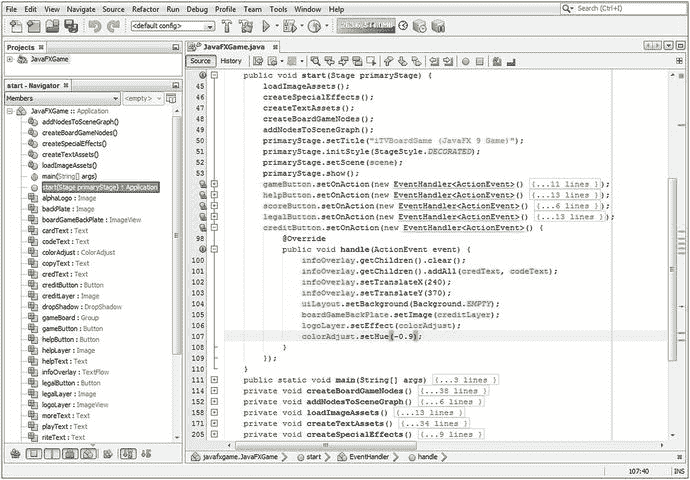 File Edit View Navigate Source Refactor Run Debug Profile Team Tools Window Help
Search (Ctrl+I)
<default config>
Projects
JavaFXGame
start - Navigator
Members
<empty>
JavaFXGame :: Application
addNodesToSceneGraph()
createBoardGameNodes()
createSpecialEffects()
createTextAssets()
loadImageAssets()
main(String[] args)
start(Stage primaryStage) ↑ Application
alphaLogo : Image
backPlate : Image
boardGameBackPlate : ImageView
cardText : Text
codeText : Text
colorAdjust : ColorAdjust
copyText : Text
credText : Text
creditButton : Button
creditLayer : Image
dropShadow : DropShadow
gameBoard : Group
gameButton : Button
helpButton : Button
helpLayer : Image
helpText : Text
infoOverlay : TextFlow
legalButton : Button
legalLayer : Image
logoLayer : ImageView
moreText : Text
playText : Text
riteText : Text
JavaFXGame.java
Source History
public void start(Stage primaryStage) {
45 loadImageAssets();
46 createSpecialEffects();
47 createTextAssets();
48 createBoardGameNodes();
49 addNodesToSceneGraph();
50 primaryStage.setTitle("iTVBoardGame (JavaFX 9 Game)");
51 primaryStage.initStyle(StageStyle.DECORATED);
52 primaryStage.setScene(scene);
53 primaryStage.show();
gameButton.setOnAction(new EventHandler<ActionEvent>() {...11 lines });
helpButton.setOnAction(new EventHandler<ActionEvent>() {...13 lines });
scoreButton.setOnAction(new EventHandler<ActionEvent>() {...6 lines });
legalButton.setOnAction(new EventHandler<ActionEvent>() {...13 lines });
creditButton.setOnAction(new EventHandler<ActionEvent>() {
98 @Override
public void handle(ActionEvent event) {
100 infoOverlay.getChildren().clear();
101 infoOverlay.getChildren().addAll(credText, codeText);
102 infoOverlay.setTranslateX(240);
103 infoOverlay.setTranslateY(370);
104 uiLayout.setBackground(Background.EMPTY);
105 boardGameBackPlate.setImage(creditLayer);
106 logoLayer.setEffect(colorAdjust);
107 colorAdjust.setHue(-0.9);
108 }
109 });
110 }
111 public static void main(String[] args) {...3 lines }
114 private void createBoardGameNodes() {...38 lines }
152 private void addNodesToSceneGraph() {...6 lines }
158 private void loadImageAssets() {...13 lines }
171 private void createTextAssets() {...34 lines }
205 private void createSpecialEffects() {...9 lines }
javafxgame.JavaFXGame start EventHandler handle
107:40 INS